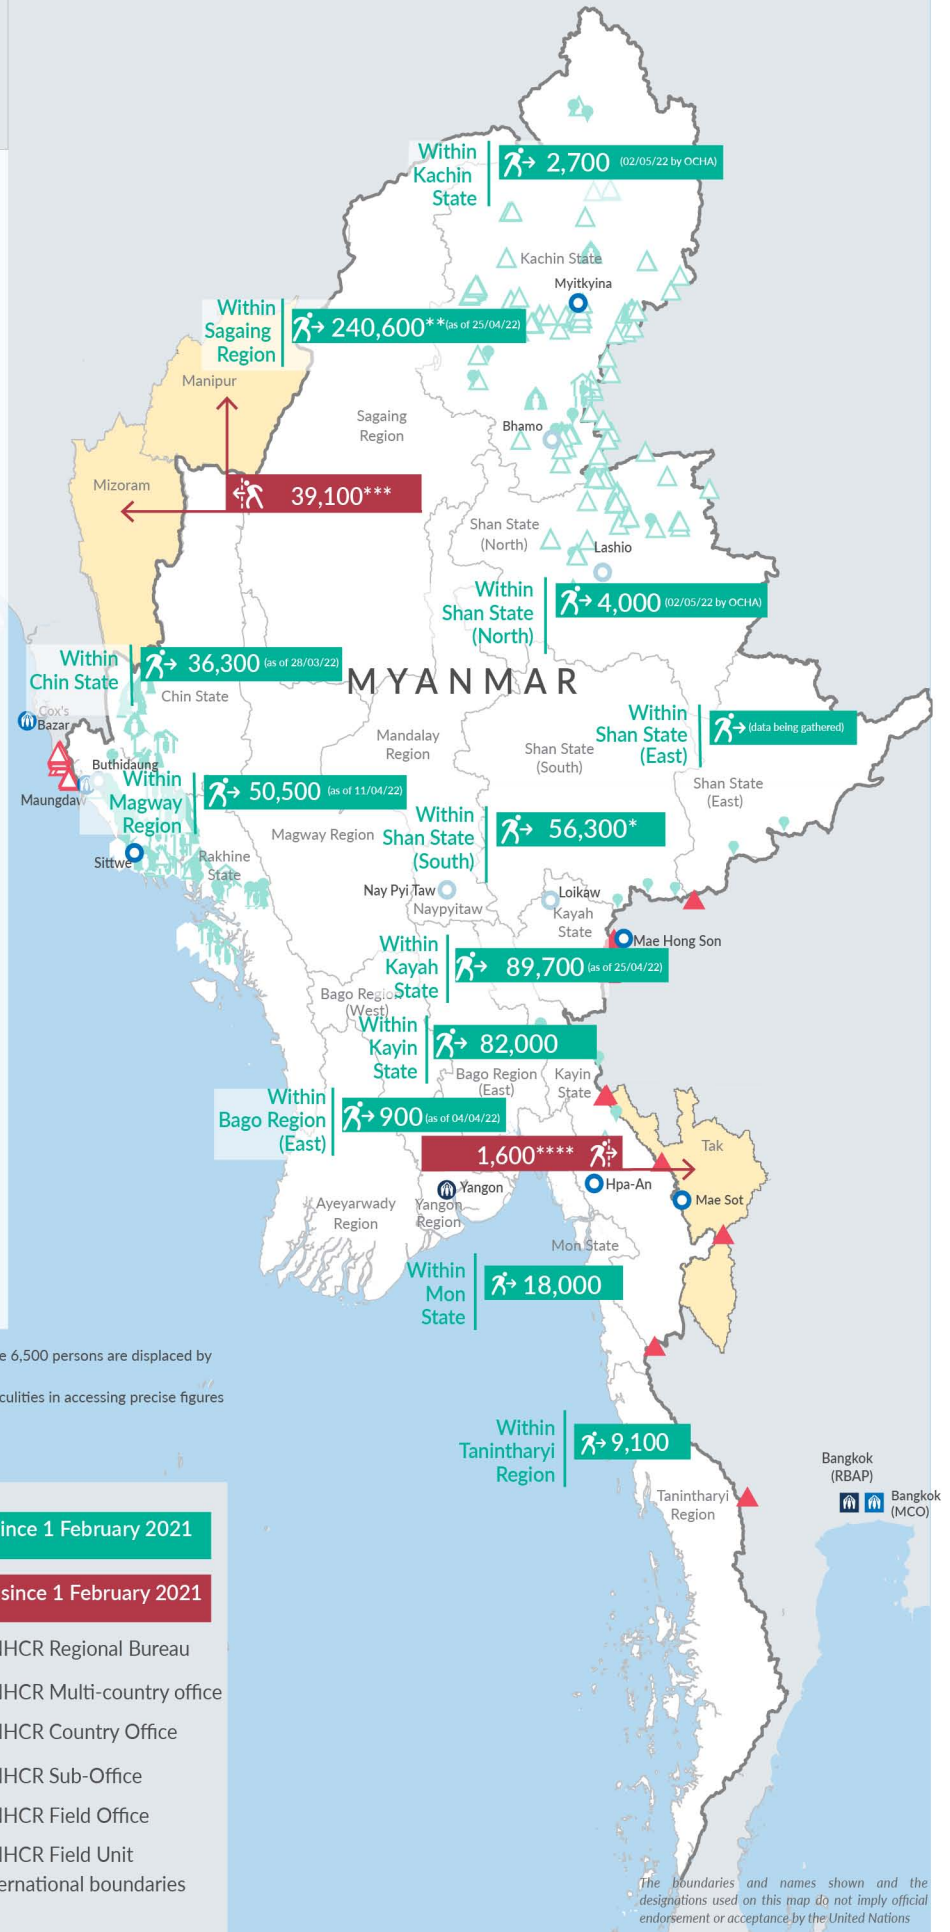 Within
Kachin
State
2,700 (02/05/22 by OCHA)
Kachin State
Myitkyina
Within
Sagaing
Region
240,600** (as of 25/04/22)
Manipur
Sagaing
Region
Bhamo
Mizoram
39,100***
Shan State
(North)
Lashio
Within
Shan State
(North)
4,000 (02/05/22 by OCHA)
Within
Chin State
36,300 (as of 28/03/22)
Chin State
MYANMAR
Cox's
Bazar
Within
Shan State
(East)
(data being gathered)
Mandalay
Region
Shan State
(South)
Shan State
(East)
Buthidaung
Maungdaw
Within
Magway
Region
50,500 (as of 11/04/22)
Magway Region
Within
Shan State
(South)
56,300*
Sittwe
Rakhine
State
Nay Pyi Taw
Naypyitaw
Loikaw
Kayah
State
Mae Hong Son
Within
Kayah
State
89,700 (as of 25/04/22)
Bago Region
(West)
Within
Kayin
State
82,000
Bago Region
(East)
Kayin
State
Within
Bago Region
(East)
900 (as of 04/04/22)
1,600****
Tak
Yangon
Hpa-An
Mae Sot
Ayeyarwady
Region
Yangon
Region
Mon State
Within
Mon
State
18,000
e 6,500 persons are displaced by
culities in accessing precise figures
Within
Tanintharyi
Region
9,100
Tanintharyi
Region
Bangkok
(RBAP)
Bangkok
(MCO)
ince 1 February 2021
since 1 February 2021
HCR Regional Bureau
HCR Multi-country office
HCR Country Office
HCR Sub-Office
HCR Field Office
HCR Field Unit
ernational boundaries
The boundaries and names shown and the
designations used on this map do not imply official
endorsement or acceptance by the United Nations